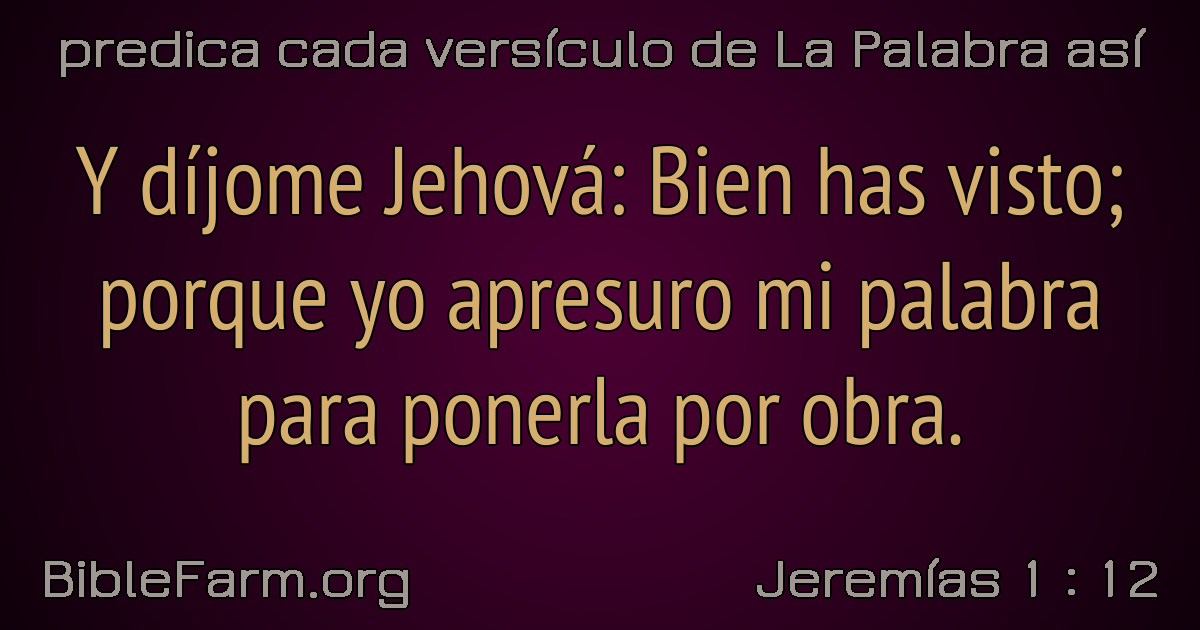 predica cada versículo de La Palabra así
Y díjome Jehová: Bien has visto;
porque yo apresuro mi palabra
para ponerla por obra.
BibleFarm.org
Jeremías 1 : 12